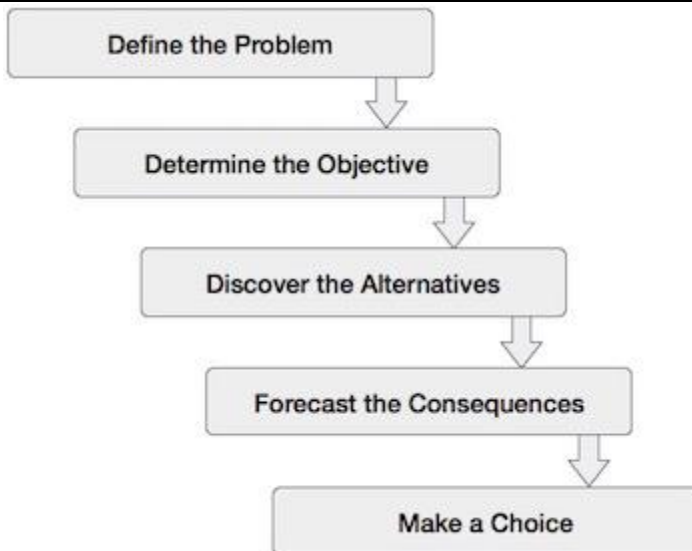 Define the Problem
Determine the Objective
Discover the Alternatives
Forecast the Consequences
Make a Choice